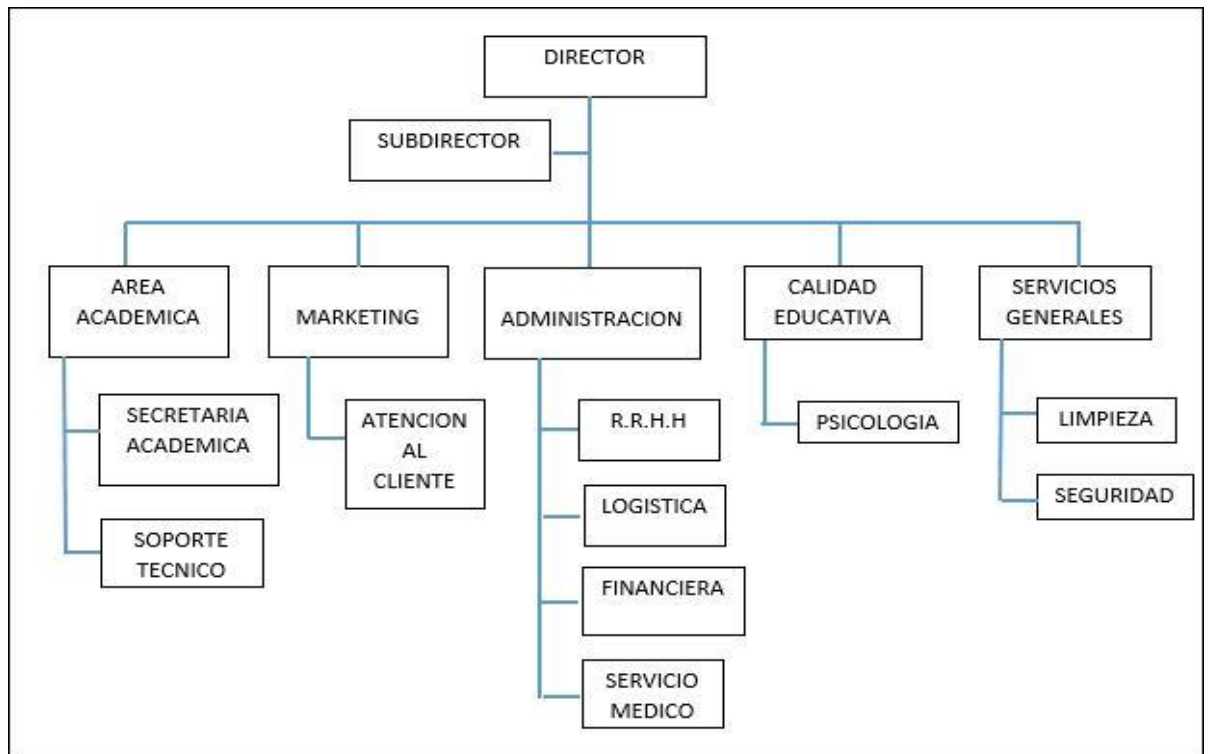 DIRECTOR
SUBDIRECTOR
AREA
ACADEMICA
MARKETING
ADMINISTRACION
CALIDAD
EDUCATIVA
SERVICIOS
GENERALES
SECRETARIA
ACADEMICA
SOPORTE
TECNICO
ATENCION
AL
CLIENTE
R.R.H.H
LOGISTICA
FINANCIERA
SERVICIO
MEDICO
PSICOLOGIA
LIMPIEZA
SEGURIDAD